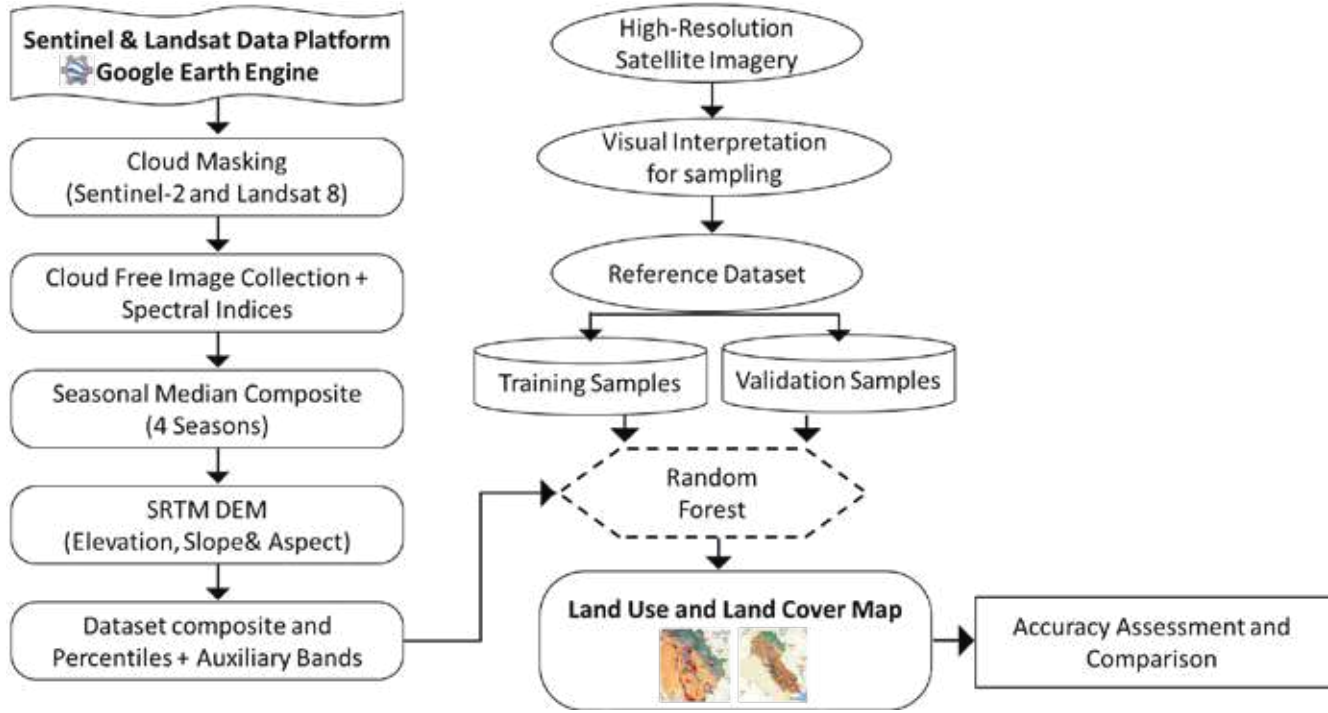 Sentinel & Landsat Data Platform
Google Earth Engine
Cloud Masking
(Sentinel-2 and Landsat 8)
Cloud Free Image Collection +
Spectral Indices
Seasonal Median Composite
(4 Seasons)
SRTM DEM
(Elevation, Slope& Aspect)
Dataset composite and
Percentiles + Auxiliary Bands
High-Resolution
Satellite Imagery
Visual Interpretation
for sampling
Reference Dataset
Training Samples
Validation Samples
Random
Forest
Land Use and Land Cover Map
Accuracy Assessment and
Comparison